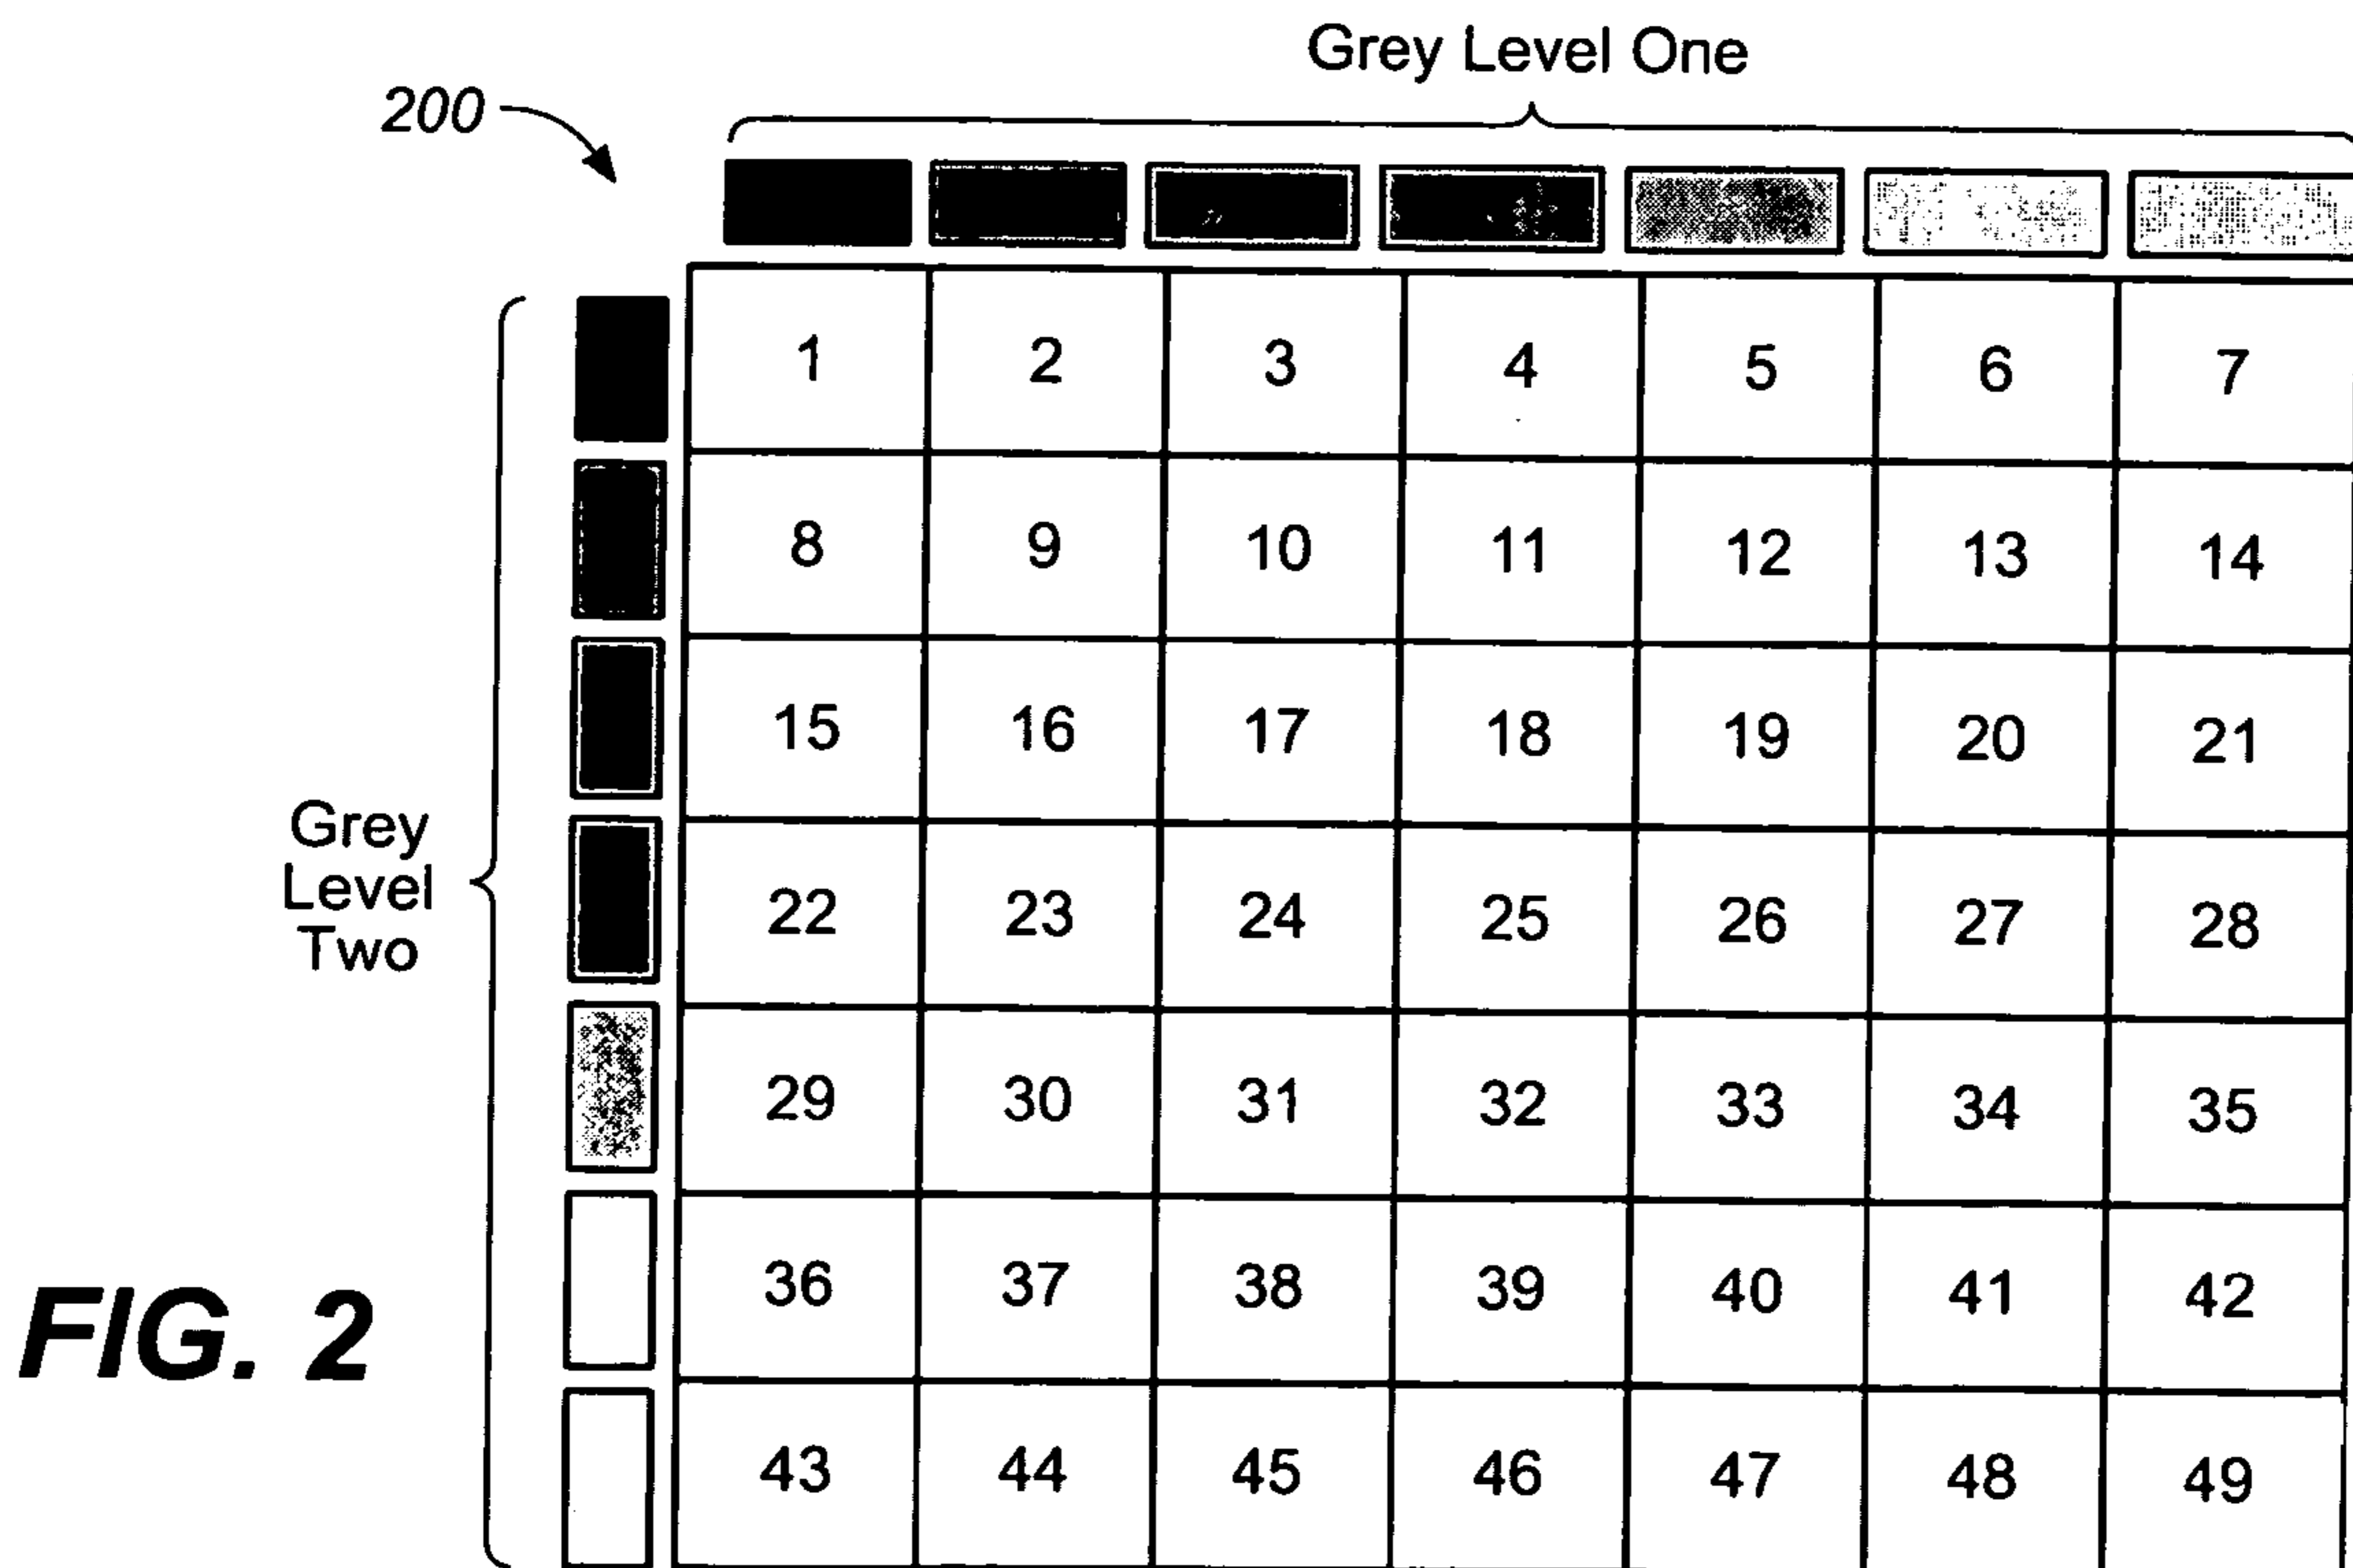 Grey Level One
200
1 2 3 4 5 6 7
8 9 10 11 12 13 14
15 16 17 18 19 20 21
Grey
Level
Two
22 23 24 25 26 27 28
29 30 31 32 33 34 35
36 37 38 39 40 41 42
FIG. 2
43 44 45 46 47 48 49